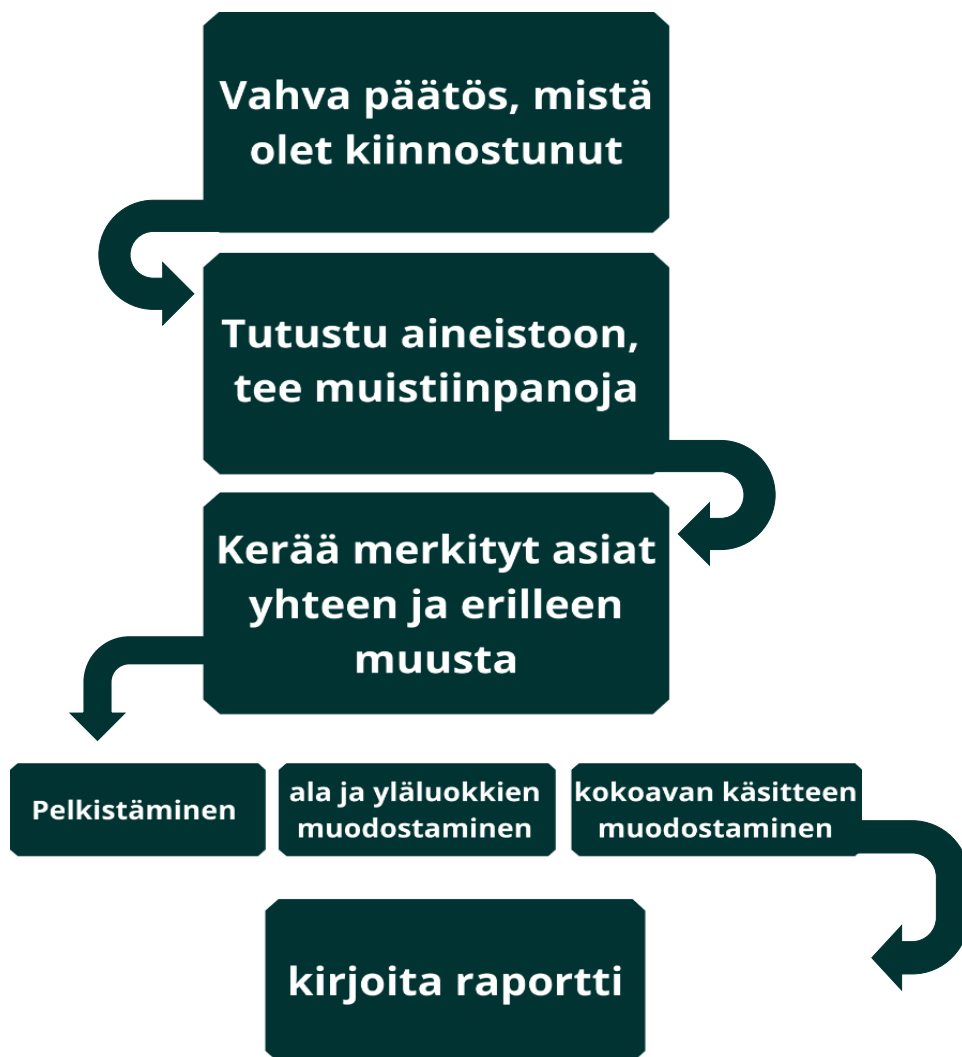 Vahva päätös, mistä
olet kiinnostunut
Tutustu aineistoon,
tee muistiinpanoja
Kerää merkityt asiat
yhteen ja erilleen
muusta
Pelkistäminen
ala ja yläluokkien
muodostaminen
kokoavan käsitteen
muodostaminen
kirjoita raportti